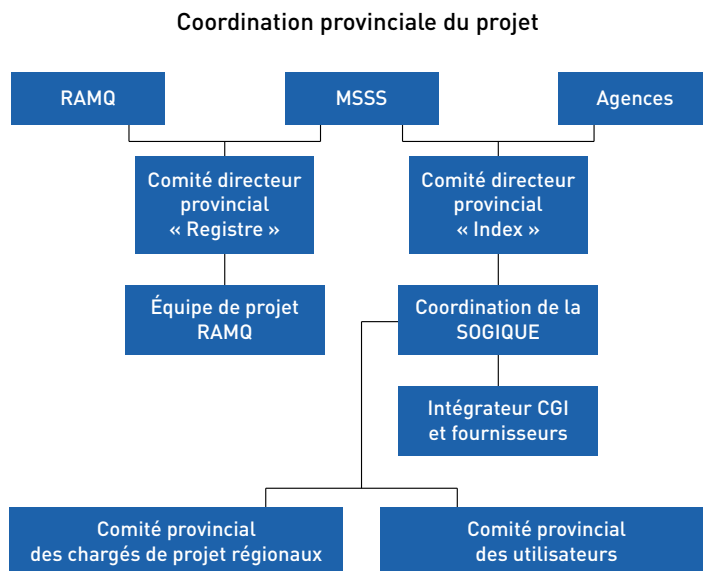 Coordination provinciale du projet
RAMQ
MSSS
Agences
Comité directeur
provincial
« Registre »
Comité directeur
provincial
« Index »
Équipe de projet
RAMQ
Coordination de la
SOGIQUE
Intégrateur CGI
et fournisseurs
Comité provincial
des chargés de projet régionaux
Comité provincial
des utilisateurs